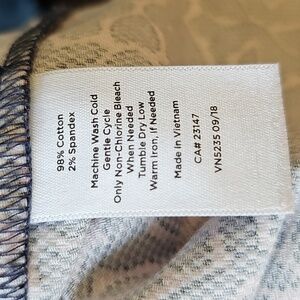 98% Cotton
2% Spandex
Machine Wash Cold
Gentle Cycle
Only Non-Chlorine Bleach
When Needed
Tumble Dry Low
Warm Iron, If Needed
Made in Vietnam
CA# 23147
VN5235 09/18